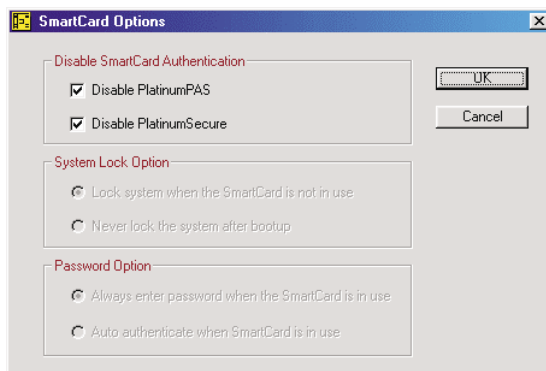 SmartCard Options
Disable SmartCard Authentication
Disable PlatinumPAS
Disable PlatinumSecure
OK
Cancel
System Lock Option
Lock system when the SmartCard is not in use
Never lock the system after bootup
Password Option
Always enter password when the SmartCard is in use
Auto authenticate when SmartCard is in use